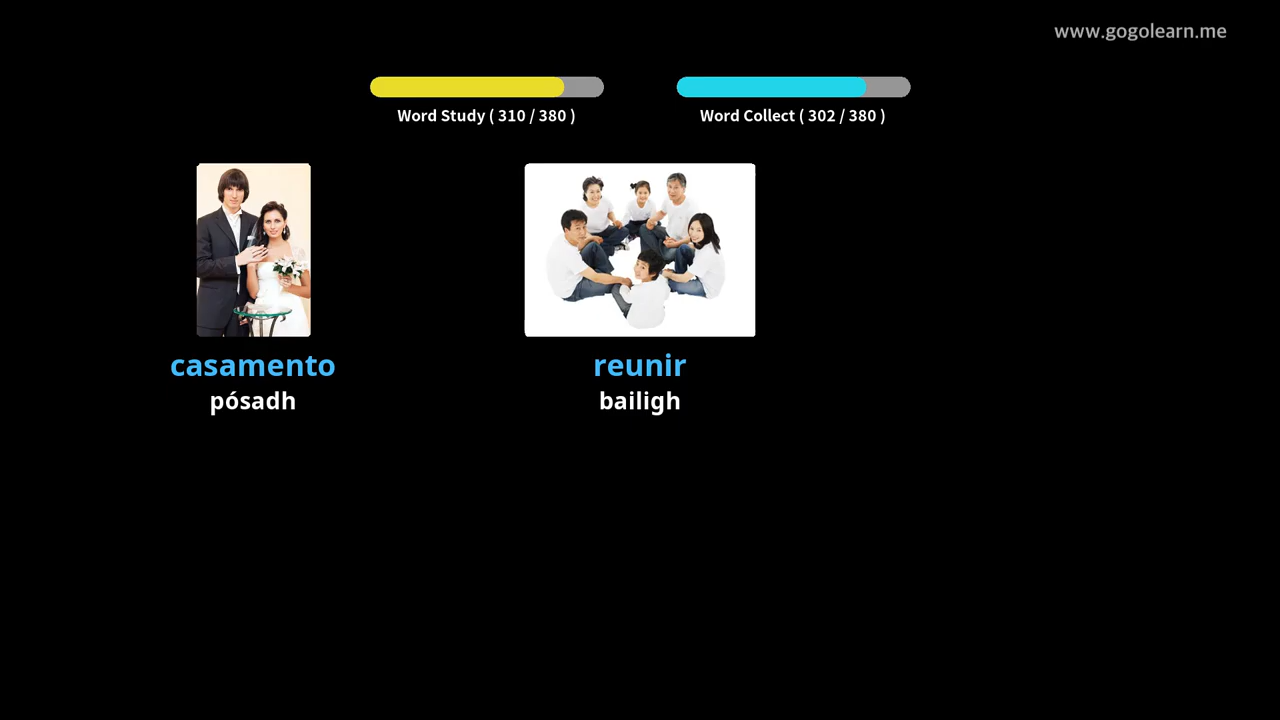 www.gogolearn.me
Word Study ( 310 / 380 )
Word Collect ( 302 / 380 )
casamento
pósadh
reunir
bailigh